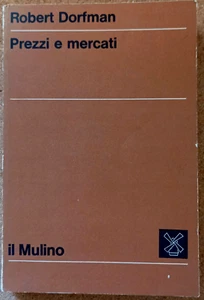 Robert Dorfman
Prezzi e mercati
il Mulino